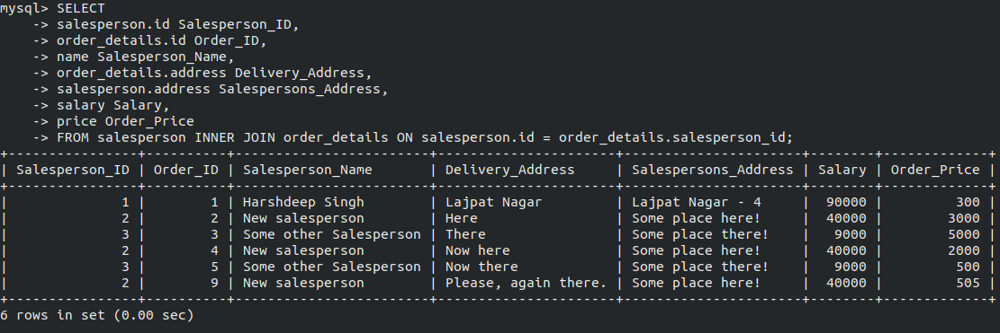 mysql> SELECT
    -> salesperson.id Salesperson_ID,
    -> order_details.id Order_ID,
    -> name Salesperson_Name,
    -> order_details.address Delivery_Address,
    -> salesperson.address Salespersons_Address,
    -> salary Salary,
    -> price Order_Price
    -> FROM salesperson INNER JOIN order_details ON salesperson.id = order_details.salesperson_id;
+----------------+----------+-----------------------+----------------------+----------------------+--------+-------------+
| Salesperson_ID | Order_ID | Salesperson_Name      | Delivery_Address     | Salespersons_Address | Salary | Order_Price |
+----------------+----------+-----------------------+----------------------+----------------------+--------+-------------+
|              1 |        1 | Harshdeep Singh       | Lajpat Nagar         | Lajpat Nagar - 4     |  90000 |         300 |
|              2 |        2 | New salesperson       | Here                 | Some place here!     |  40000 |        3000 |
|              3 |        3 | Some other Salesperson | There                | Some place there!    |   9000 |        5000 |
|              2 |        4 | New salesperson       | Now here             | Some place here!     |  40000 |        2000 |
|              3 |        5 | Some other Salesperson | Now there            | Some place there!    |   9000 |         500 |
|              2 |        9 | New salesperson       | Please, again there. | Some place here!     |  40000 |         505 |
+----------------+----------+-----------------------+----------------------+----------------------+--------+-------------+
6 rows in set (0.00 sec)